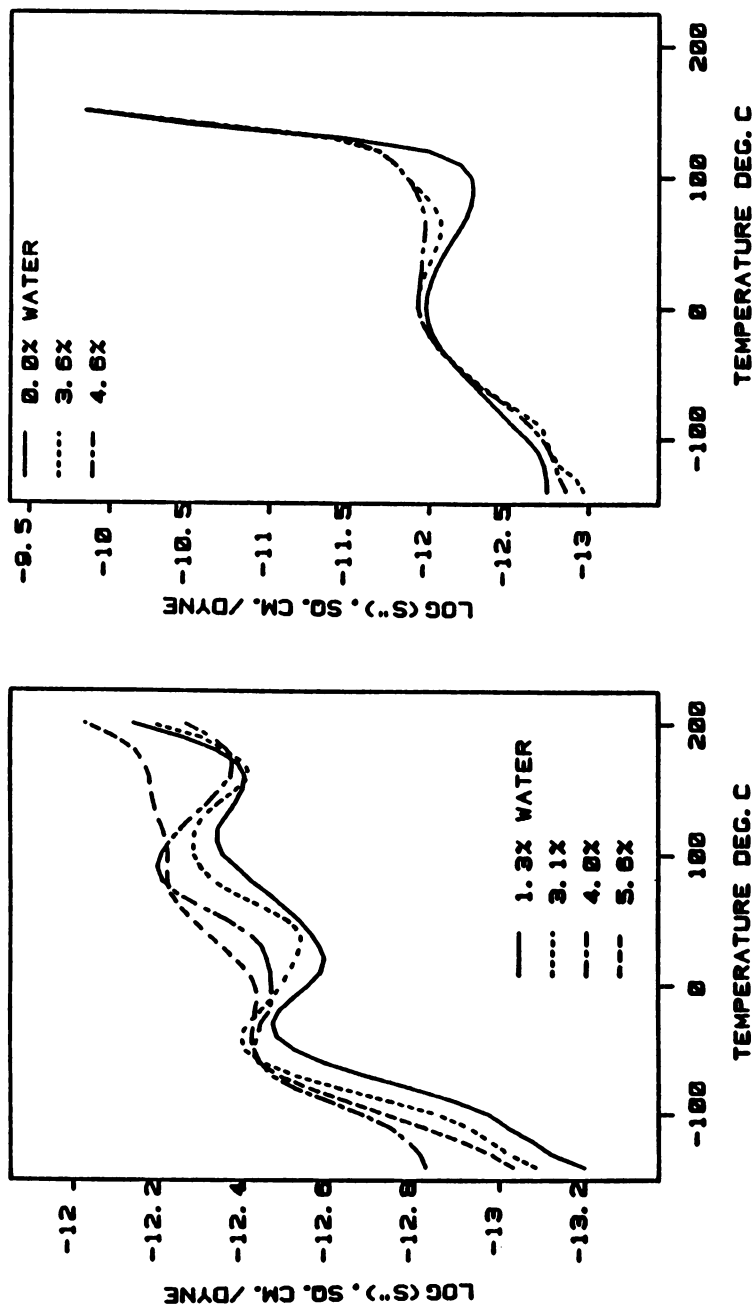 LOG(S"), SQ. CM. /DYNE
-12
-12.2
-12.4
-12.6
-12.8
-13
-13.2
1.3% WATER
3.1%
4.0%
5.6%
-100 0 100 200
TEMPERATURE DEG. C
LOG(S"), SQ. CM. /DYNE
-9.5
-10
-10.5
-11
-11.5
-12
-12.5
-13
0.0% WATER
3.6%
4.6%
-100 0 100 200
TEMPERATURE DEG. C